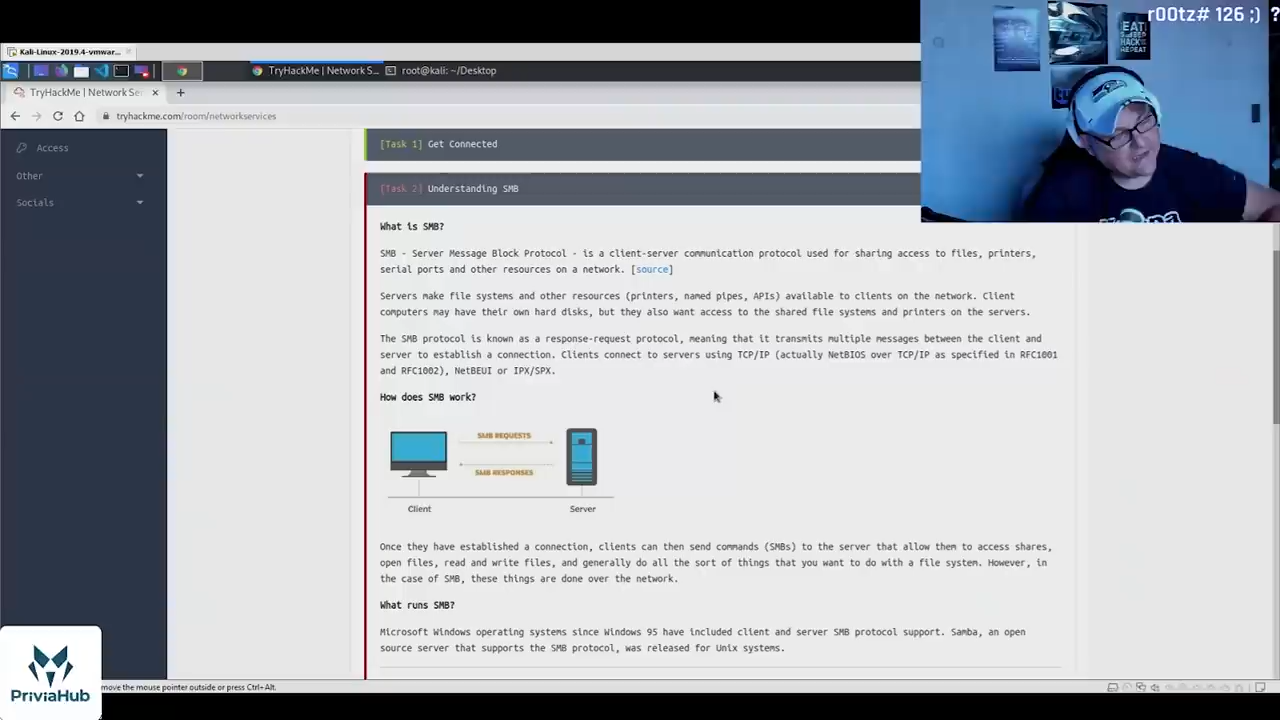 r00tz# 126 ;) ?
Kali-Linux-2019.4-vmwar...
TryHackMe | Network S...
root@kali: ~/Desktop
TryHackMe | Network Se
tryhackme.com/room/networkservices
Access
Other
Socials
[Task 1] Get Connected
[Task 2] Understanding SMB
What is SMB?
SMB - Server Message Block Protocol - is a client-server communication protocol used for sharing access to files, printers,
serial ports and other resources on a network. [source]
Servers make file systems and other resources (printers, named pipes, APIs) available to clients on the network. Client
computers may have their own hard disks, but they also want access to the shared file systems and printers on the servers.
The SMB protocol is known as a response-request protocol, meaning that it transmits multiple messages between the client and
server to establish a connection. Clients connect to servers using TCP/IP (actually NetBIOS over TCP/IP as specified in RFC1001
and RFC1002), NetBEUI or IPX/SPX.
How does SMB work?
SMB REQUESTS
SMB RESPONSES
Client
Server
Once they have established a connection, clients can then send commands (SMBs) to the server that allow them to access shares,
open files, read and write files, and generally do all the sort of things that you want to do with a file system. However, in
the case of SMB, these things are done over the network.
What runs SMB?
Microsoft Windows operating systems since Windows 95 have included client and server SMB protocol support. Samba, an open
source server that supports the SMB protocol, was released for Unix systems.
move the mouse pointer outside or press Ctrl+Alt.
PriviaHub
EAT
SLEEP
HACK
REPEAT